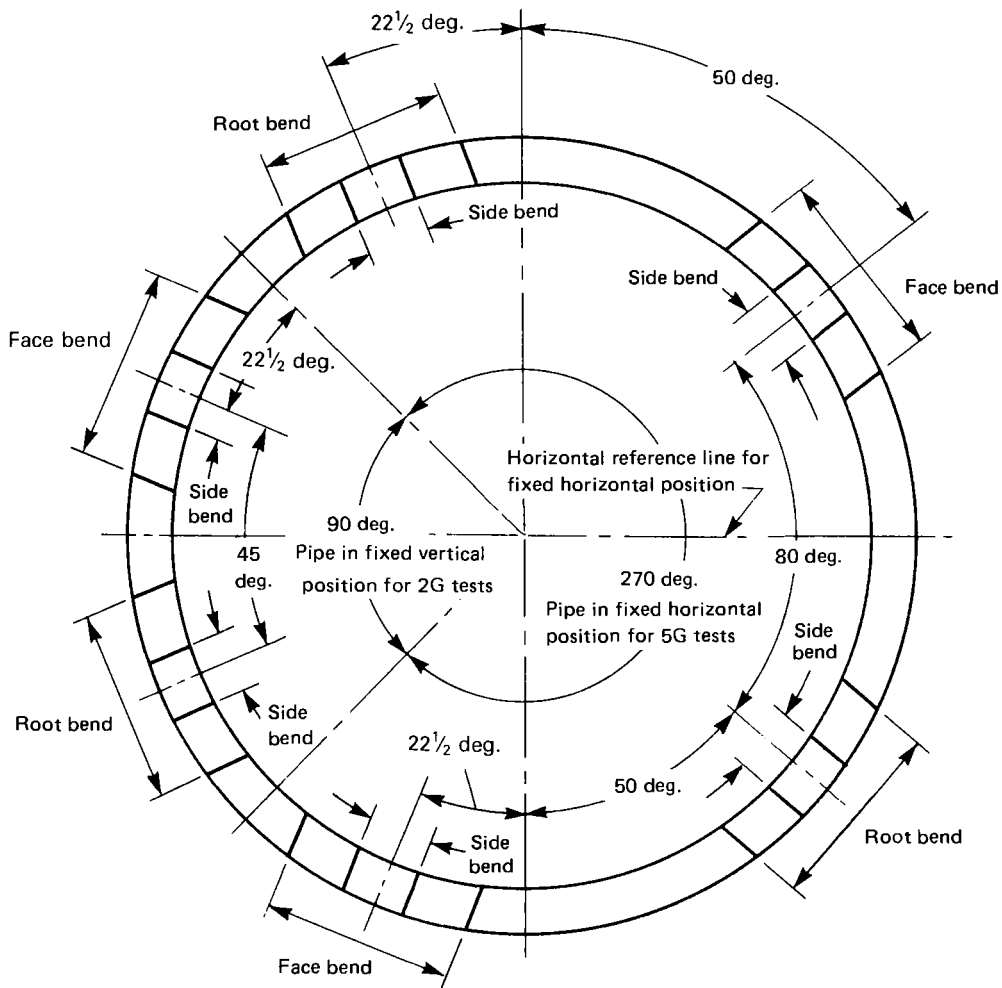 22½ deg.
50 deg.
Root bend
Side bend
Side bend
Face bend
Face bend
22½ deg.
Side
bend
Horizontal reference line for
fixed horizontal position
90 deg.
Pipe in fixed vertical
position for 2G tests
45
deg.
80 deg.
270 deg.
Pipe in fixed horizontal
position for 5G tests
Side
bend
Root bend
Side
bend
22½ deg.
50 deg.
Side
bend
Root bend
Face bend